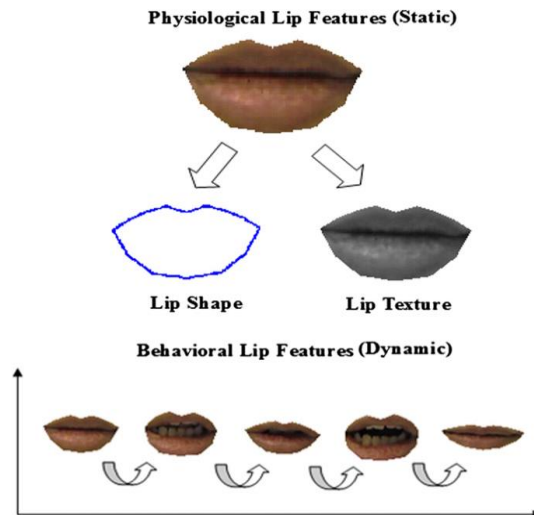 Physiological Lip Features (Static)
Lip Shape
Lip Texture
Behavioral Lip Features (Dynamic)